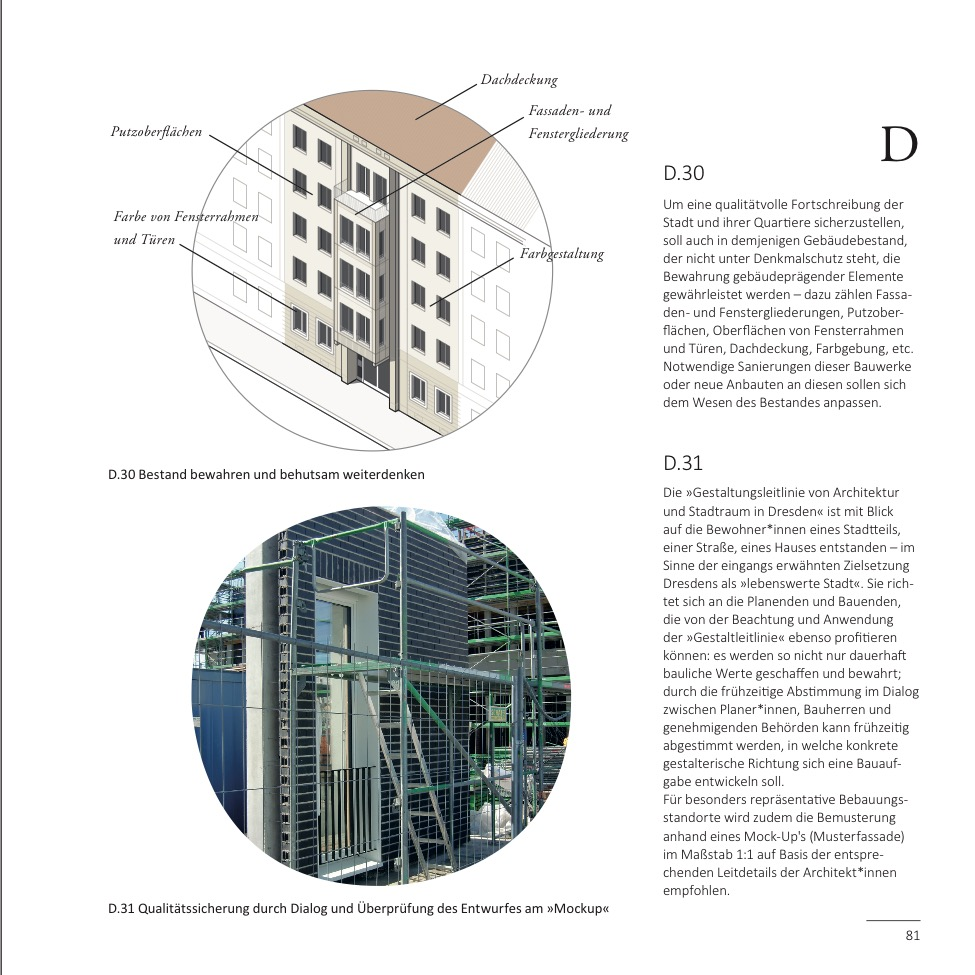 Dachdeckung
Fassaden- und
Fenstergliederung
Putzoberflächen
Farbe von Fensterrahmen
und Türen
Farbgestaltung
D.30 Bestand bewahren und behutsam weiterdenken
D.31 Qualitätssicherung durch Dialog und Überprüfung des Entwurfes am »Mockup«
D
D.30
Um eine qualitätvolle Fortschreibung der
Stadt und ihrer Quartiere sicherzustellen,
soll auch in demjenigen Gebäudebestand,
der nicht unter Denkmalschutz steht, die
Bewahrung gebäudeprägender Elemente
gewährleistet werden – dazu zählen Fassa-
den- und Fenstergliederungen, Putzober-
flächen, Oberflächen von Fensterrahmen
und Türen, Dachdeckung, Farbgebung, etc.
Notwendige Sanierungen dieser Bauwerke
oder neue Anbauten an diesen sollen sich
dem Wesen des Bestandes anpassen.
D.31
Die »Gestaltungsleitlinie von Architektur
und Stadtraum in Dresden« ist mit Blick
auf die Bewohner*innen eines Stadtteils,
einer Straße, eines Hauses entstanden – im
Sinne der eingangs erwähnten Zielsetzung
Dresdens als »lebenswerte Stadt«. Sie rich-
tet sich an die Planenden und Bauenden,
die von der Beachtung und Anwendung
der »Gestaltleitlinie« ebenso profitieren
können: es werden so nicht nur dauerhaft
bauliche Werte geschaffen und bewahrt;
durch die frühzeitige Abstimmung im Dialog
zwischen Planer*innen, Bauherren und
genehmigenden Behörden kann frühzeitig
abgestimmt werden, in welche konkrete
gestalterische Richtung sich eine Bauauf-
gabe entwickeln soll.
Für besonders repräsentative Bebauungs-
standorte wird zudem die Bemusterung
anhand eines Mock-Up's (Musterfassade)
im Maßstab 1:1 auf Basis der entspre-
chenden Leitdetails der Architekt*innen
empfohlen.
81